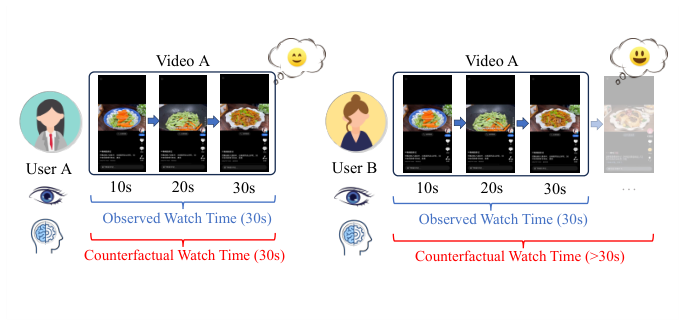 Video A
User A
10s
20s
30s
Observed Watch Time (30s)
Counterfactual Watch Time (30s)
Video A
User B
10s
20s
30s
...
Observed Watch Time (30s)
Counterfactual Watch Time (>30s)